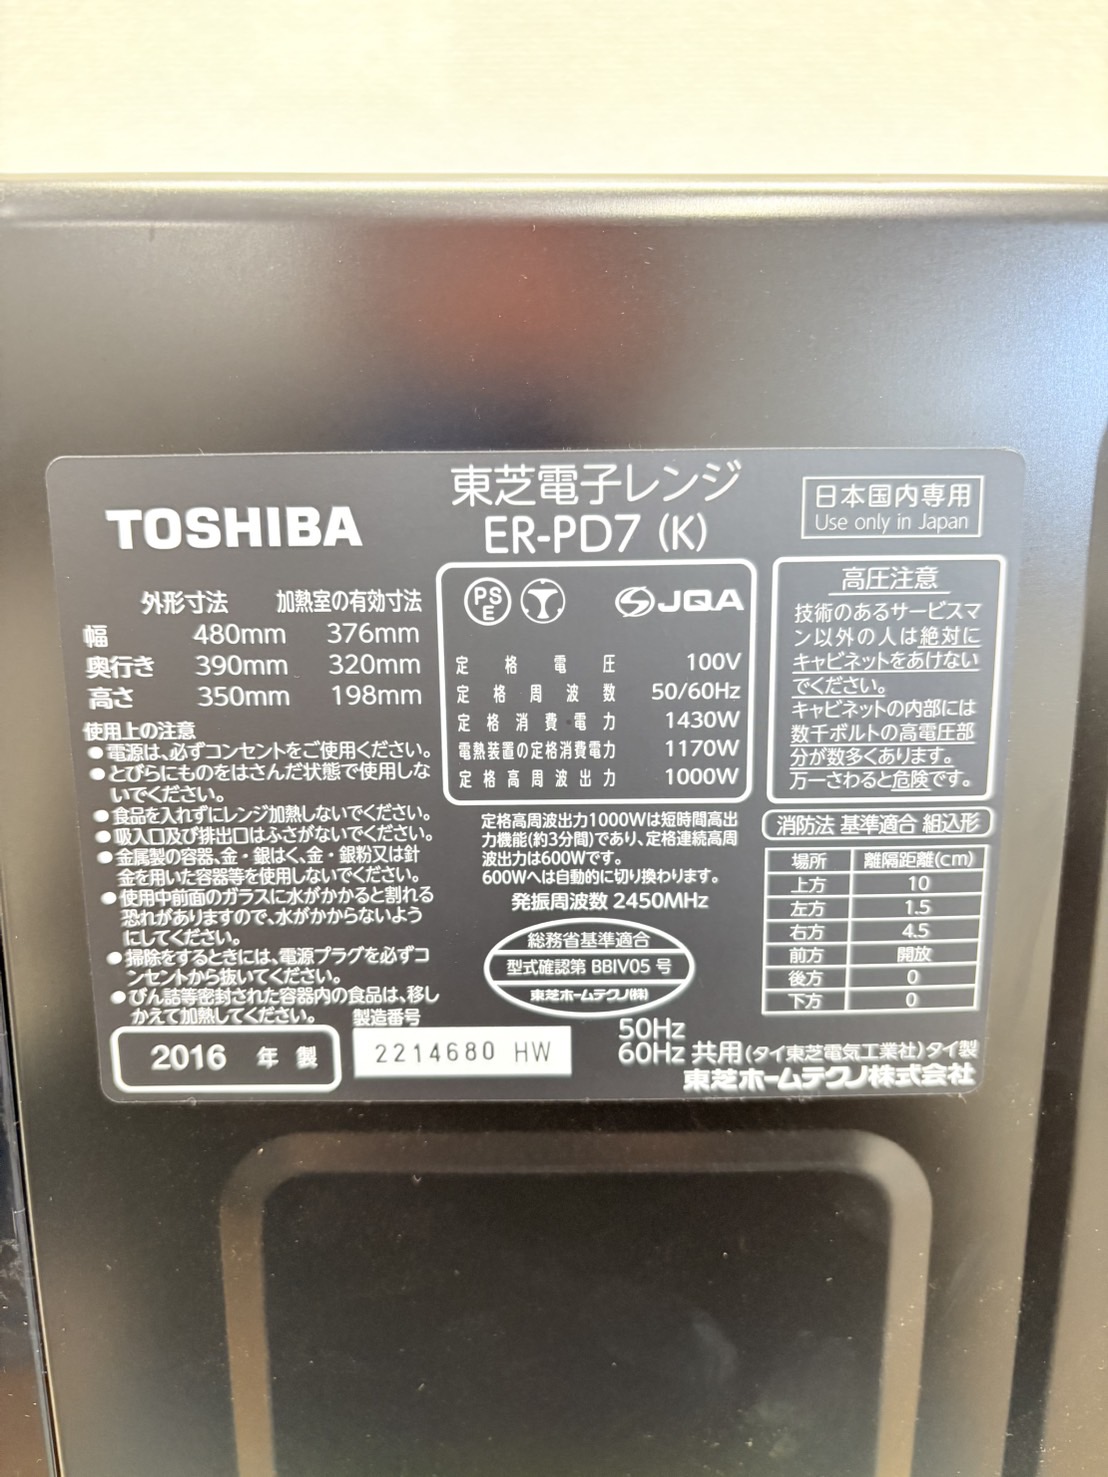 東芝電子レンジ
TOSHIBA
ER-PD7 (K)
日本国内専用
Use only in Japan
外形寸法 加熱室の有効寸法
幅 480mm 376mm
奥行き 390mm 320mm
高さ 350mm 198mm
使用上の注意
●電源は、必ずコンセントをご使用ください。
●とびらにものをはさんだ状態で使用しな
いでください。
●食品を入れずにレンジ加熱しないでください。
●吸入口及び排出口はふさがないでください。
●金属製の容器、金・銀はく、金・銀粉又は針
金を用いた容器等を使用しないでください。
●使用中前面のガラスに水がかかると割れる
恐れがありますので、水がかからないよう
にしてください。
●掃除をするときには、電源プラグを必ずコ
ンセントから抜いてください。
●びん詰等密封された容器内の食品は、移し
かえて加熱してください。
2016 年 製
製造番号
2214680 HW
PS
E
JQA
定格電圧 100V
定格周波数 50/60Hz
定格消費電力 1430W
電熱装置の定格消費電力 1170W
定格高周波出力 1000W
定格高周波出力1000Wは短時間高出
力機能(約3分間)であり、定格連続高周
波出力は600Wです。
600Wへは自動的に切り換わります。
発振周波数 2450MHz
総務省基準適合
型式確認第 BBIV05 号
東芝ホームテクノ(株)
高圧注意
技術のあるサービスマ
ン以外の人は絶対に
キャビネットをあけない
でください。
キャビネットの内部には
数千ボルトの高電圧部
分が数多くあります。
万一さわると危険です。
消防法 基準適合 組込形
場所 離隔距離(cm)
上方 10
左方 1.5
右方 4.5
前方 開放
後方 0
下方 0
50Hz
60Hz 共用 (タイ東芝電気工業社)タイ製
東芝ホームテクノ株式会社